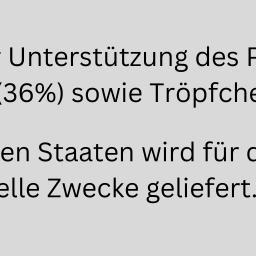 Unterstützung des
(36%) sowie Tröpfche
en Staaten wird für
elle Zwecke geliefert.